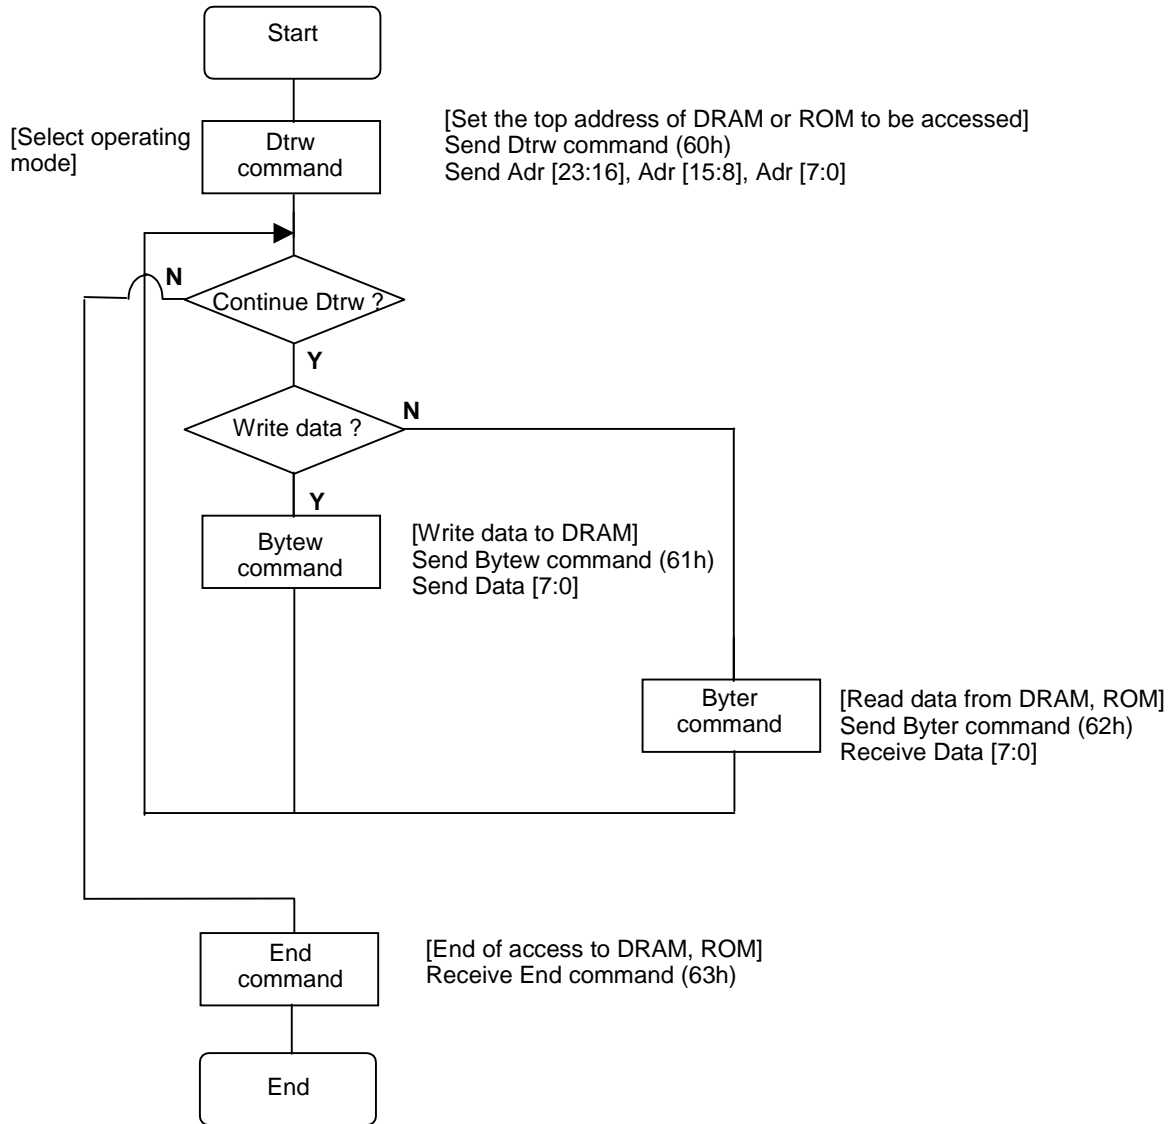 Start
[Select operating
mode]
Dtrw
command
[Set the top address of DRAM or ROM to be accessed]
Send Dtrw command (60h)
Send Adr [23:16], Adr [15:8], Adr [7:0]
N
Continue Dtrw ?
Y
Write data ?
N
Y
Bytew
command
[Write data to DRAM]
Send Bytew command (61h)
Send Data [7:0]
Byter
command
[Read data from DRAM, ROM]
Send Byter command (62h)
Receive Data [7:0]
End
command
[End of access to DRAM, ROM]
Receive End command (63h)
End